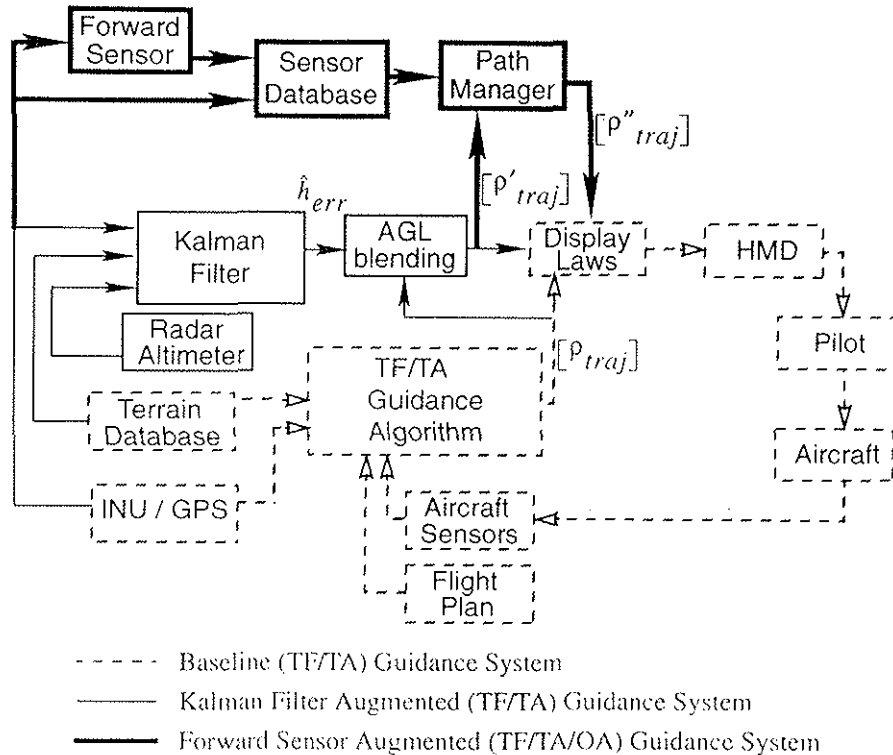 Forward
Sensor
Sensor
Database
Path
Manager
[ρ"traj]
[ρ'traj]
ĥerr
Kalman
Filter
AGL
blending
Display
Laws
HMD
Radar
Altimeter
Pilot
[ρtraj]
TF/TA
Guidance
Algorithm
Terrain
Database
Aircraft
INU / GPS
Aircraft
Sensors
Flight
Plan
Baseline (TF/TA) Guidance System
Kalman Filter Augmented (TF/TA) Guidance System
Forward Sensor Augmented (TF/TA/OA) Guidance System